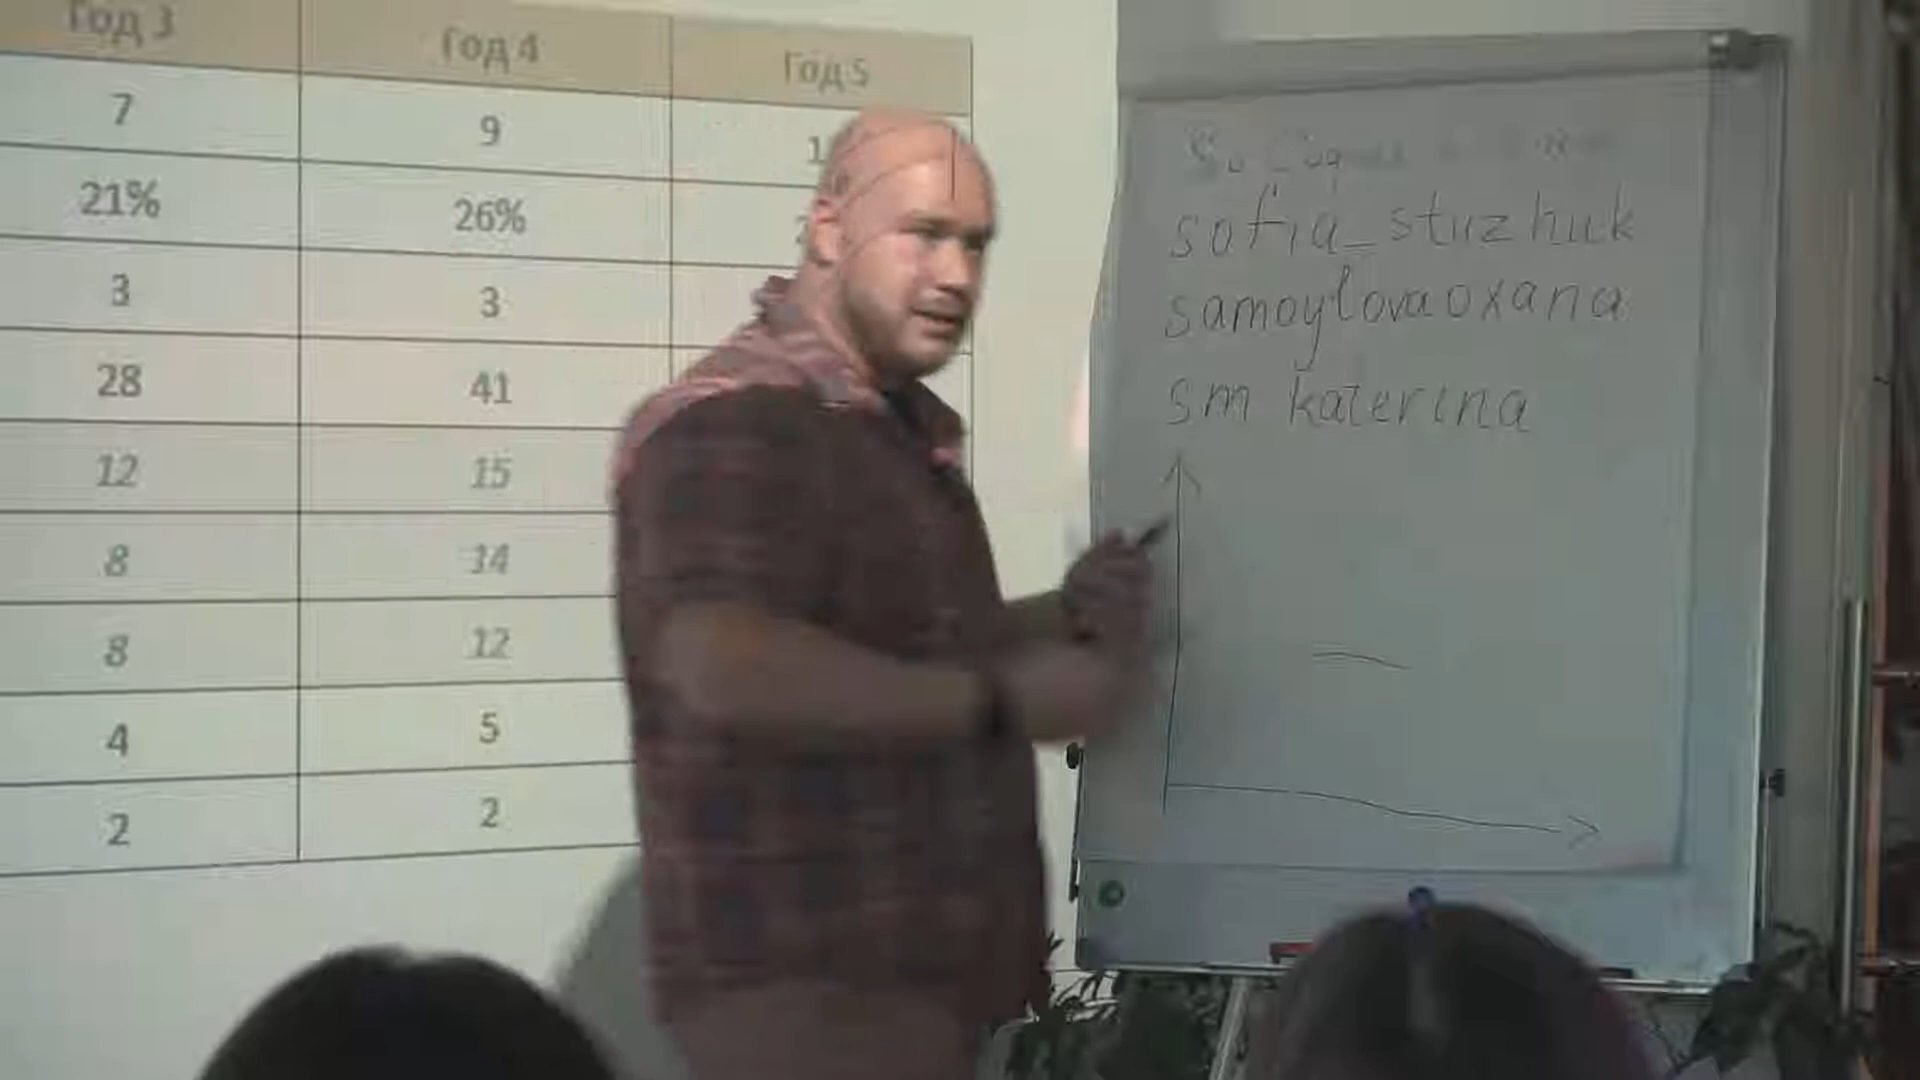 Год 3 Год 4 Год 5
7 9
21% 26%
3 3
28 41
12 15
8 14
8 12
4 5
2 2
sofia_stuzhuk
samoylovaoxana
sm katerina